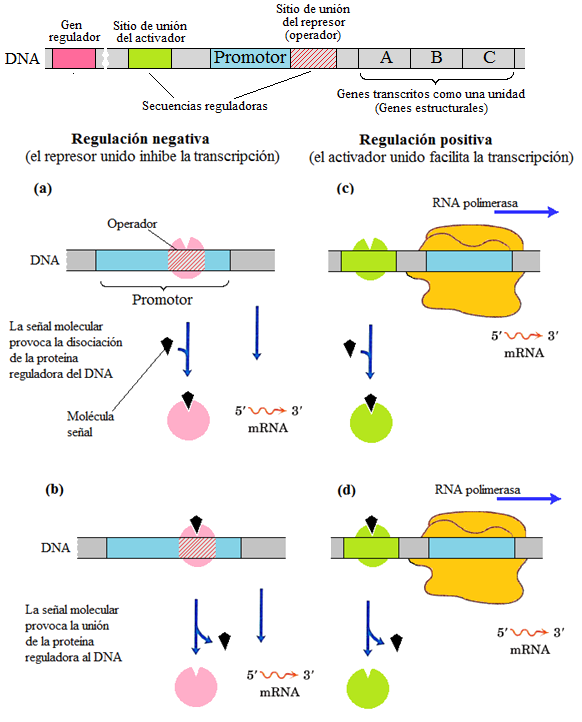 Gen
regulador
Sitio de unión
del activador
Sitio de unión
del represor
(operador)
DNA
Promotor
A
B
C
Secuencias reguladoras
Genes transcritos como una unidad
(Genes estructurales)
Regulación negativa
(el represor unido inhibe la transcripción)
Regulación positiva
(el activador unido facilita la transcripción)
(a)
Operador
DNA
Promotor
La señal molecular
provoca la disociación
de la proteina
reguladora del DNA
Molécula
señal
5′ 3′
mRNA
(c)
RNA polimerasa
5′ 3′
mRNA
(b)
DNA
La señal molecular
provoca la unión
de la proteína
reguladora al DNA
5′ 3′
mRNA
(d)
RNA polimerasa
5′ 3′
mRNA